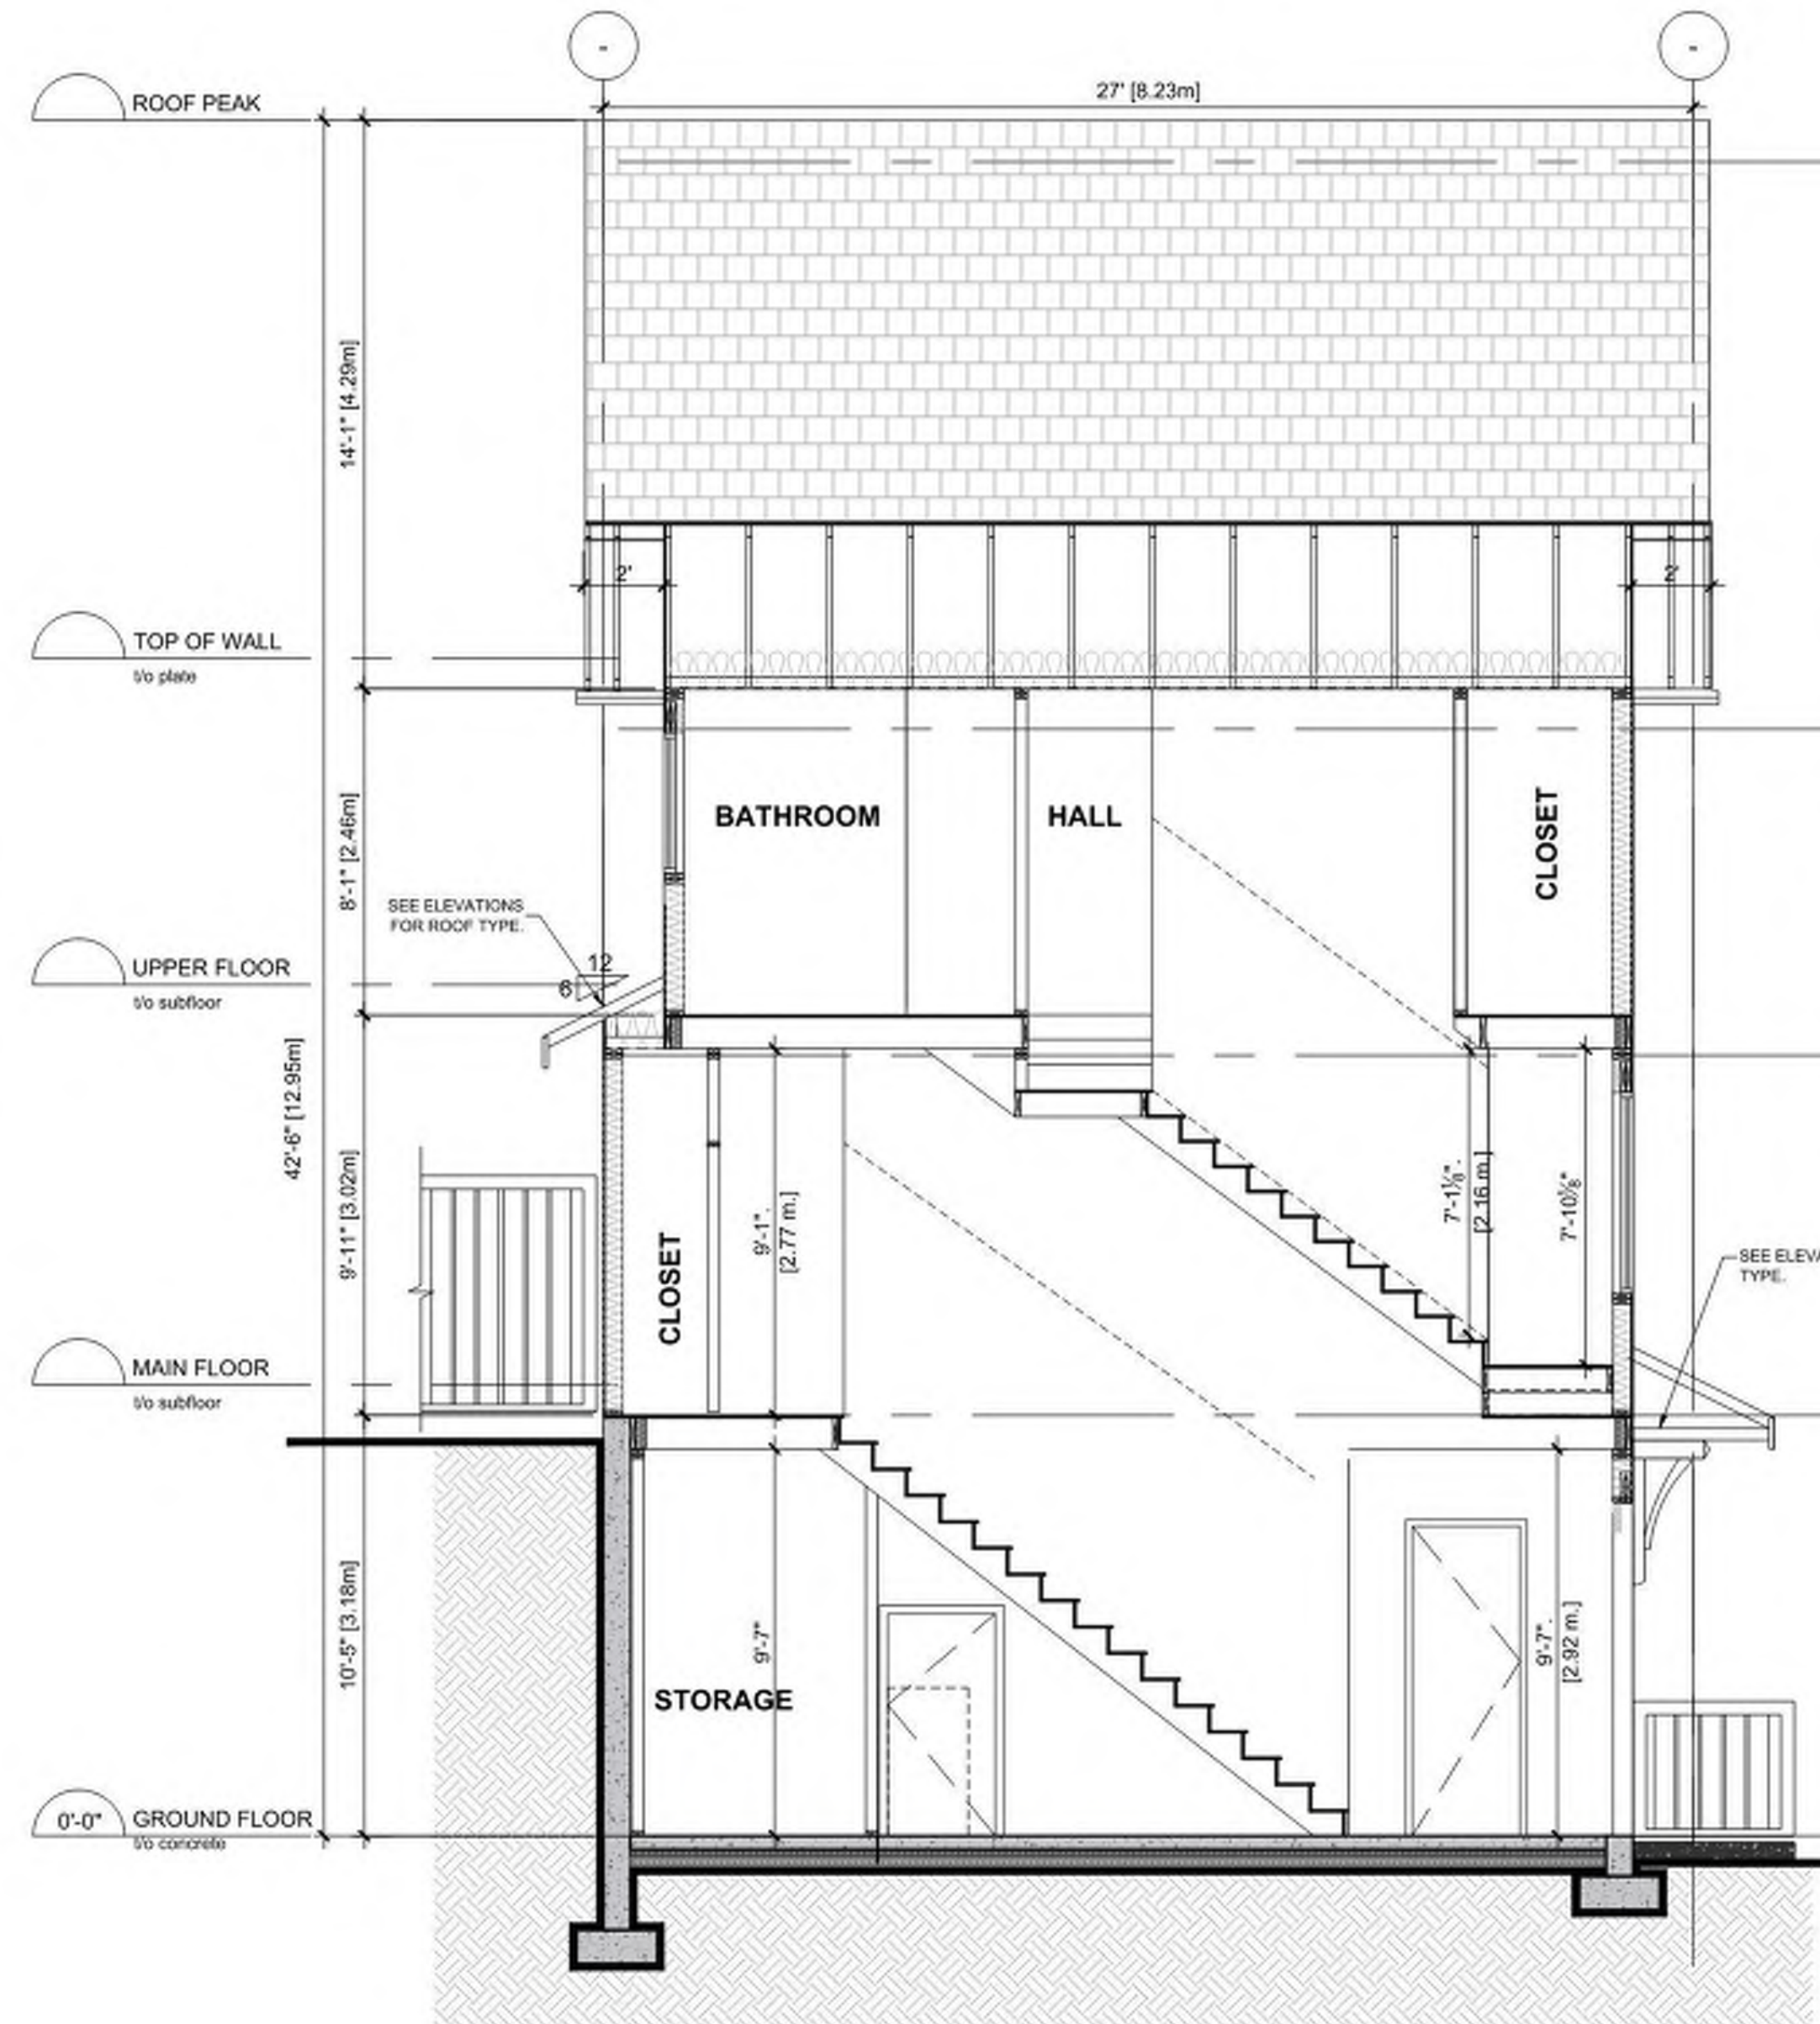 -
-
27' [8.23m]
ROOF PEAK
14'-1" [4.29m]
2'
2'
TOP OF WALL
t/o plate
BATHROOM
HALL
CLOSET
8'-1" [2.46m]
SEE ELEVATIONS
FOR ROOF TYPE.
12
6
UPPER FLOOR
t/o subfloor
42'-6" [12.95m]
9'-11" [3.02m]
CLOSET
9'-1".
[2.77 m.]
7'-1⅛".
[2.16 m.]
7'-10⅞"
SEE ELEVA
TYPE.
MAIN FLOOR
t/o subfloor
10'-5" [3.18m]
9'-7"
STORAGE
9'-7".
[2.92 m.]
0'-0"
GROUND FLOOR
t/o concrete